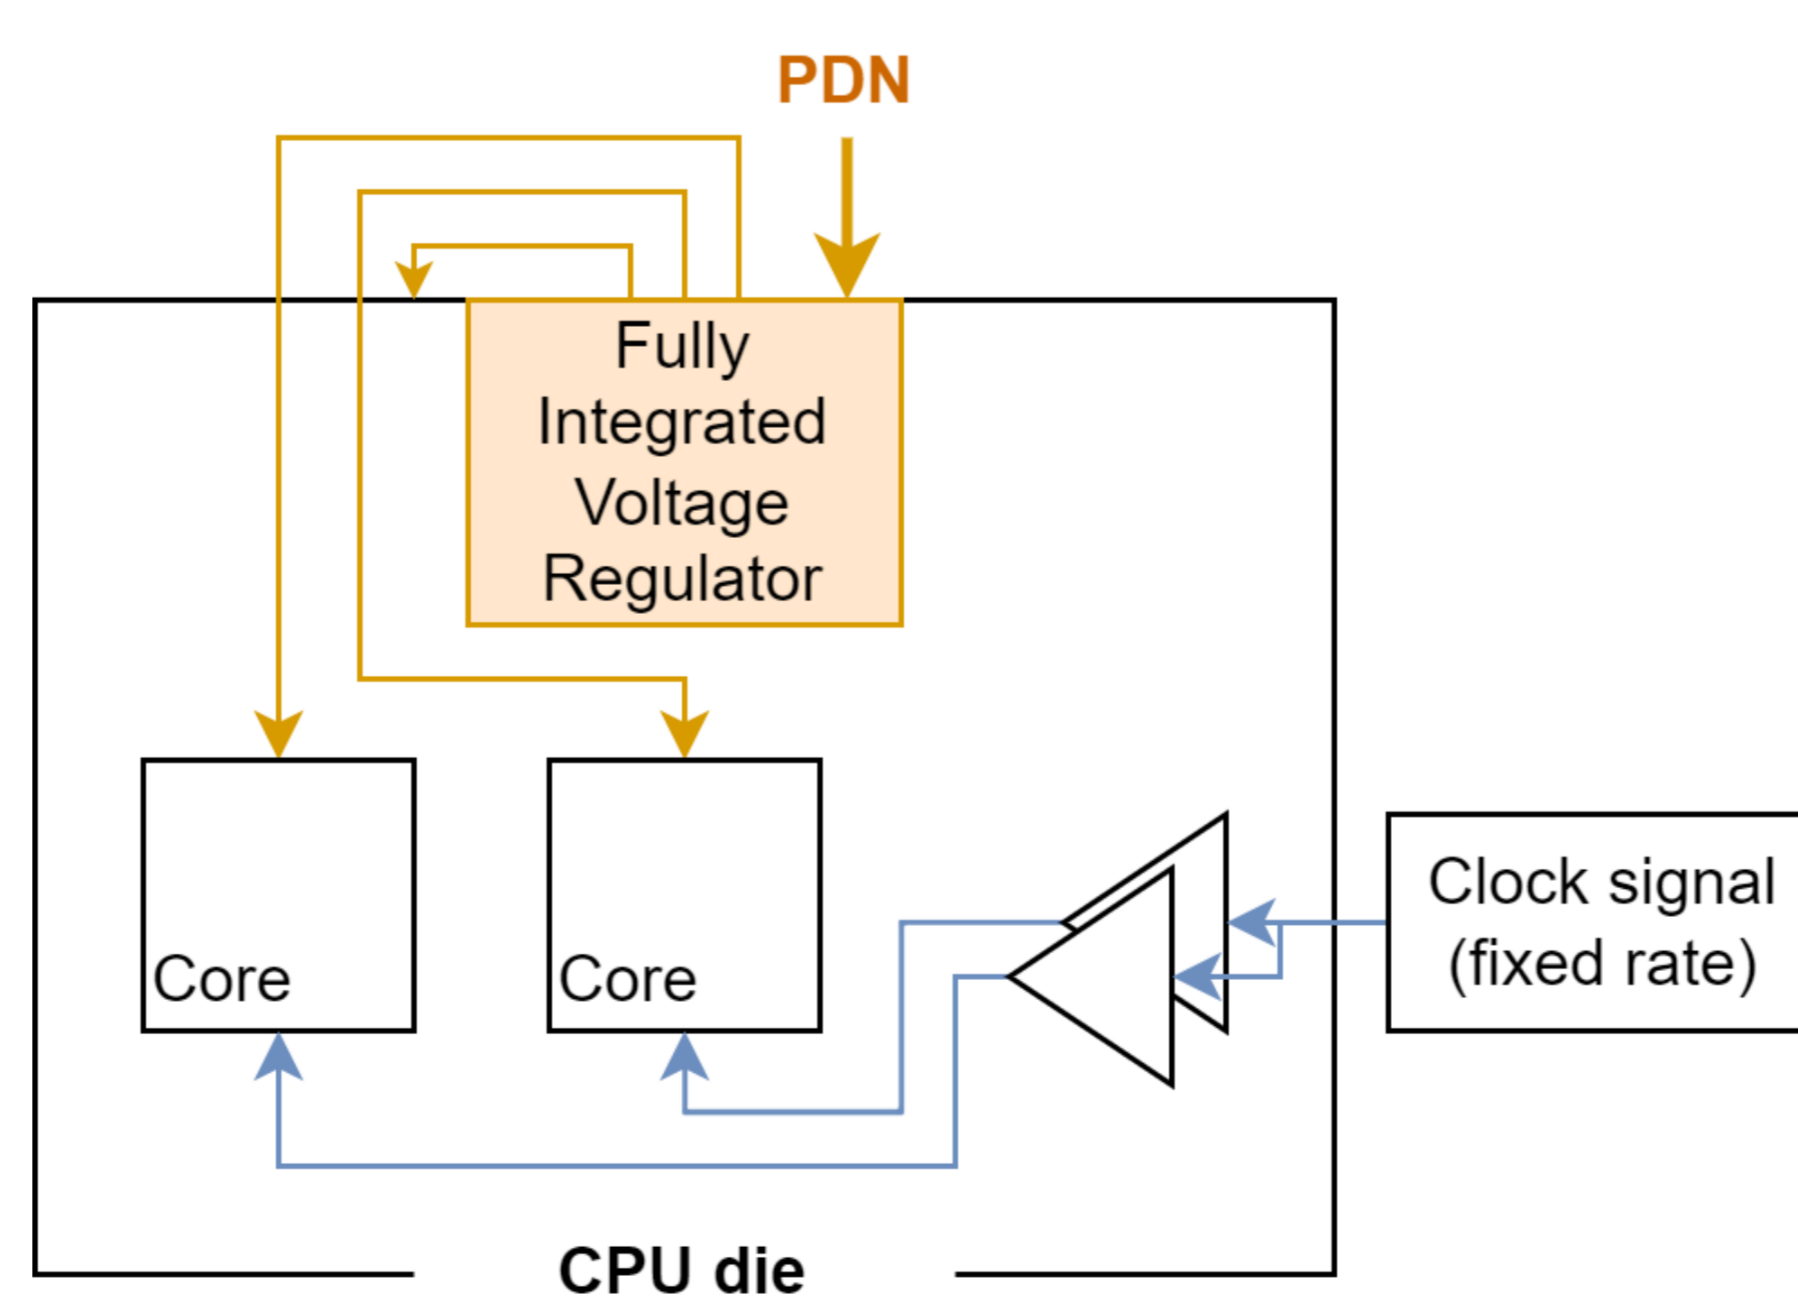 PDN
Fully
Integrated
Voltage
Regulator
Core
Core
Clock signal
(fixed rate)
CPU die